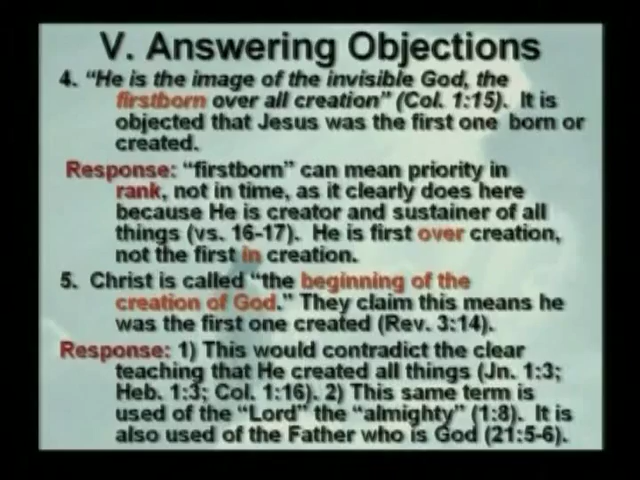 V. Answering Objections
4. “He is the image of the invisible God, the
firstborn over all creation” (Col. 1:15). It is
objected that Jesus was the first one born or
created.
Response: “firstborn” can mean priority in
rank, not in time, as it clearly does here
because He is creator and sustainer of all
things (vs. 16-17). He is first over creation,
not the first in creation.
5. Christ is called “the beginning of the
creation of God.” They claim this means he
was the first one created (Rev. 3:14).
Response: 1) This would contradict the clear
teaching that He created all things (Jn. 1:3;
Heb. 1:3; Col. 1:16). 2) This same term is
used of the “Lord” the “almighty” (1:8). It is
also used of the Father who is God (21:5-6).